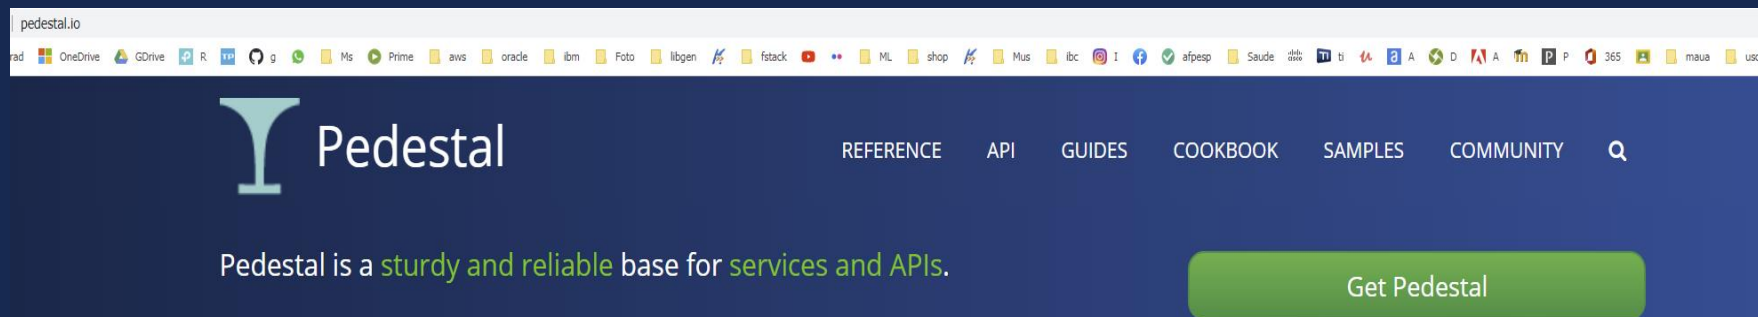 pedestal.io
rad OneDrive GDrive R TP g Ms Prime aws oracle ibm Foto libgen fstack ML shop Mus ibc I afpesp Saude ti a A D A m P P 365 maua usc
Pedestal REFERENCE API GUIDES COOKBOOK SAMPLES COMMUNITY
Pedestal is a sturdy and reliable base for services and APIs.
Get Pedestal